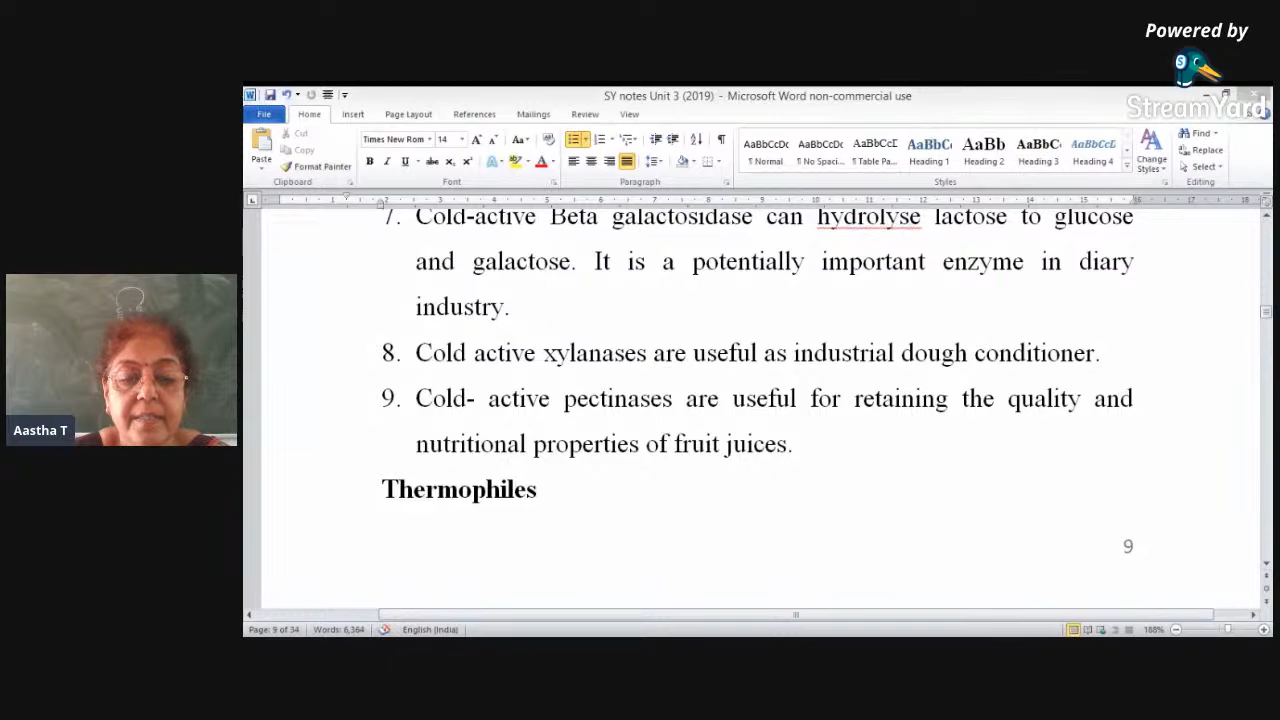 Powered by
StreamYard
SY notes Unit 3 (2019) - Microsoft Word non-commercial use
File Home Insert Page Layout References Mailings Review View
Cut
Copy
Format Painter
Paste
Times New Rom 14
AaBbCcDc AaBbCcDc AaBbCcD AaBbC AaBb AaBbC AaBbCcD
¶ Normal ¶ No Spaci... ¶ Table Pa... Heading 1 Heading 2 Heading 3 Heading 4
Change
Styles
Find
Replace
Select
Clipboard Font Paragraph Styles Editing
7. Cold-active Beta galactosidase can hydrolyse lactose to glucose
and galactose. It is a potentially important enzyme in diary
industry.
8. Cold active xylanases are useful as industrial dough conditioner.
9. Cold- active pectinases are useful for retaining the quality and
nutritional properties of fruit juices.
Thermophiles
9
Aastha T
Page: 9 of 34 Words: 6,364 English (India) 188%